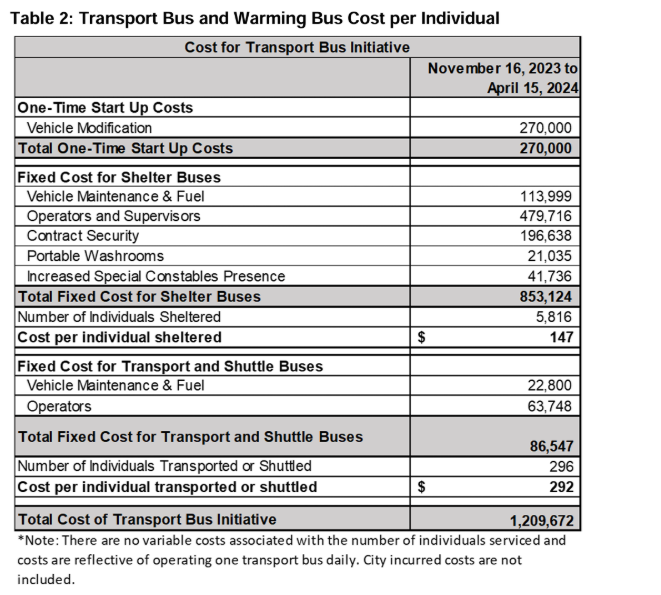 Table 2: Transport Bus and Warming Bus Cost per Individual
Cost for Transport Bus Initiative
November 16, 2023 to
April 15, 2024
One-Time Start Up Costs
Vehicle Modification 270,000
Total One-Time Start Up Costs 270,000
Fixed Cost for Shelter Buses
Vehicle Maintenance & Fuel 113,999
Operators and Supervisors 479,716
Contract Security 196,638
Portable Washrooms 21,035
Increased Special Constables Presence 41,736
Total Fixed Cost for Shelter Buses 853,124
Number of Individuals Sheltered 5,816
Cost per individual sheltered $ 147
Fixed Cost for Transport and Shuttle Buses
Vehicle Maintenance & Fuel 22,800
Operators 63,748
Total Fixed Cost for Transport and Shuttle Buses 86,547
Number of Individuals Transported or Shuttled 296
Cost per individual transported or shuttled $ 292
Total Cost of Transport Bus Initiative 1,209,672
*Note: There are no variable costs associated with the number of individuals serviced and
costs are reflective of operating one transport bus daily. City incurred costs are not
included.